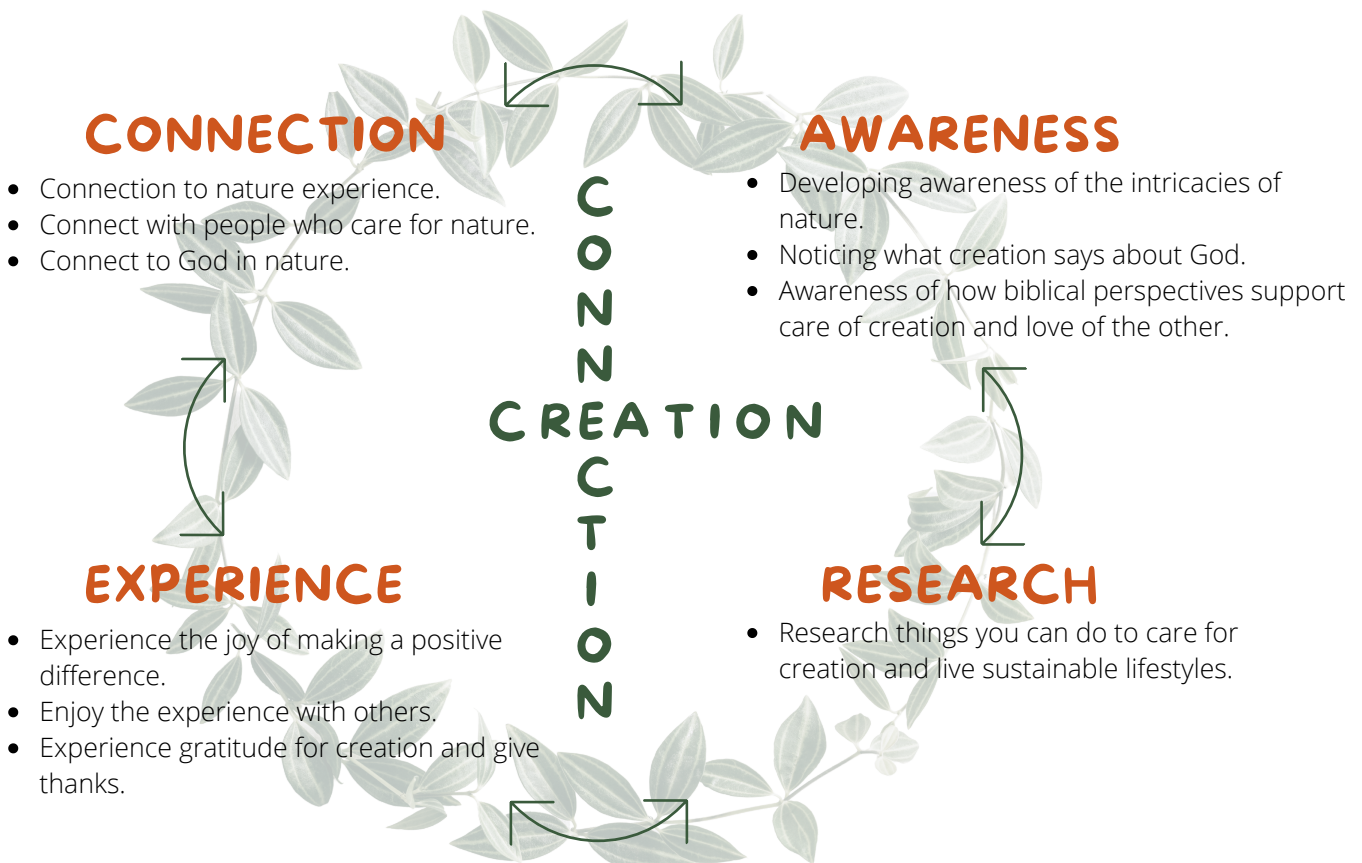 CONNECTION
• Connection to nature experience.
• Connect with people who care for nature.
• Connect to God in nature.
AWARENESS
• Developing awareness of the intricacies of
nature.
• Noticing what creation says about God.
• Awareness of how biblical perspectives support
care of creation and love of the other.
CONNECTION
CREATION
EXPERIENCE
• Experience the joy of making a positive
difference.
• Enjoy the experience with others.
• Experience gratitude for creation and give
thanks.
RESEARCH
• Research things you can do to care for
creation and live sustainable lifestyles.